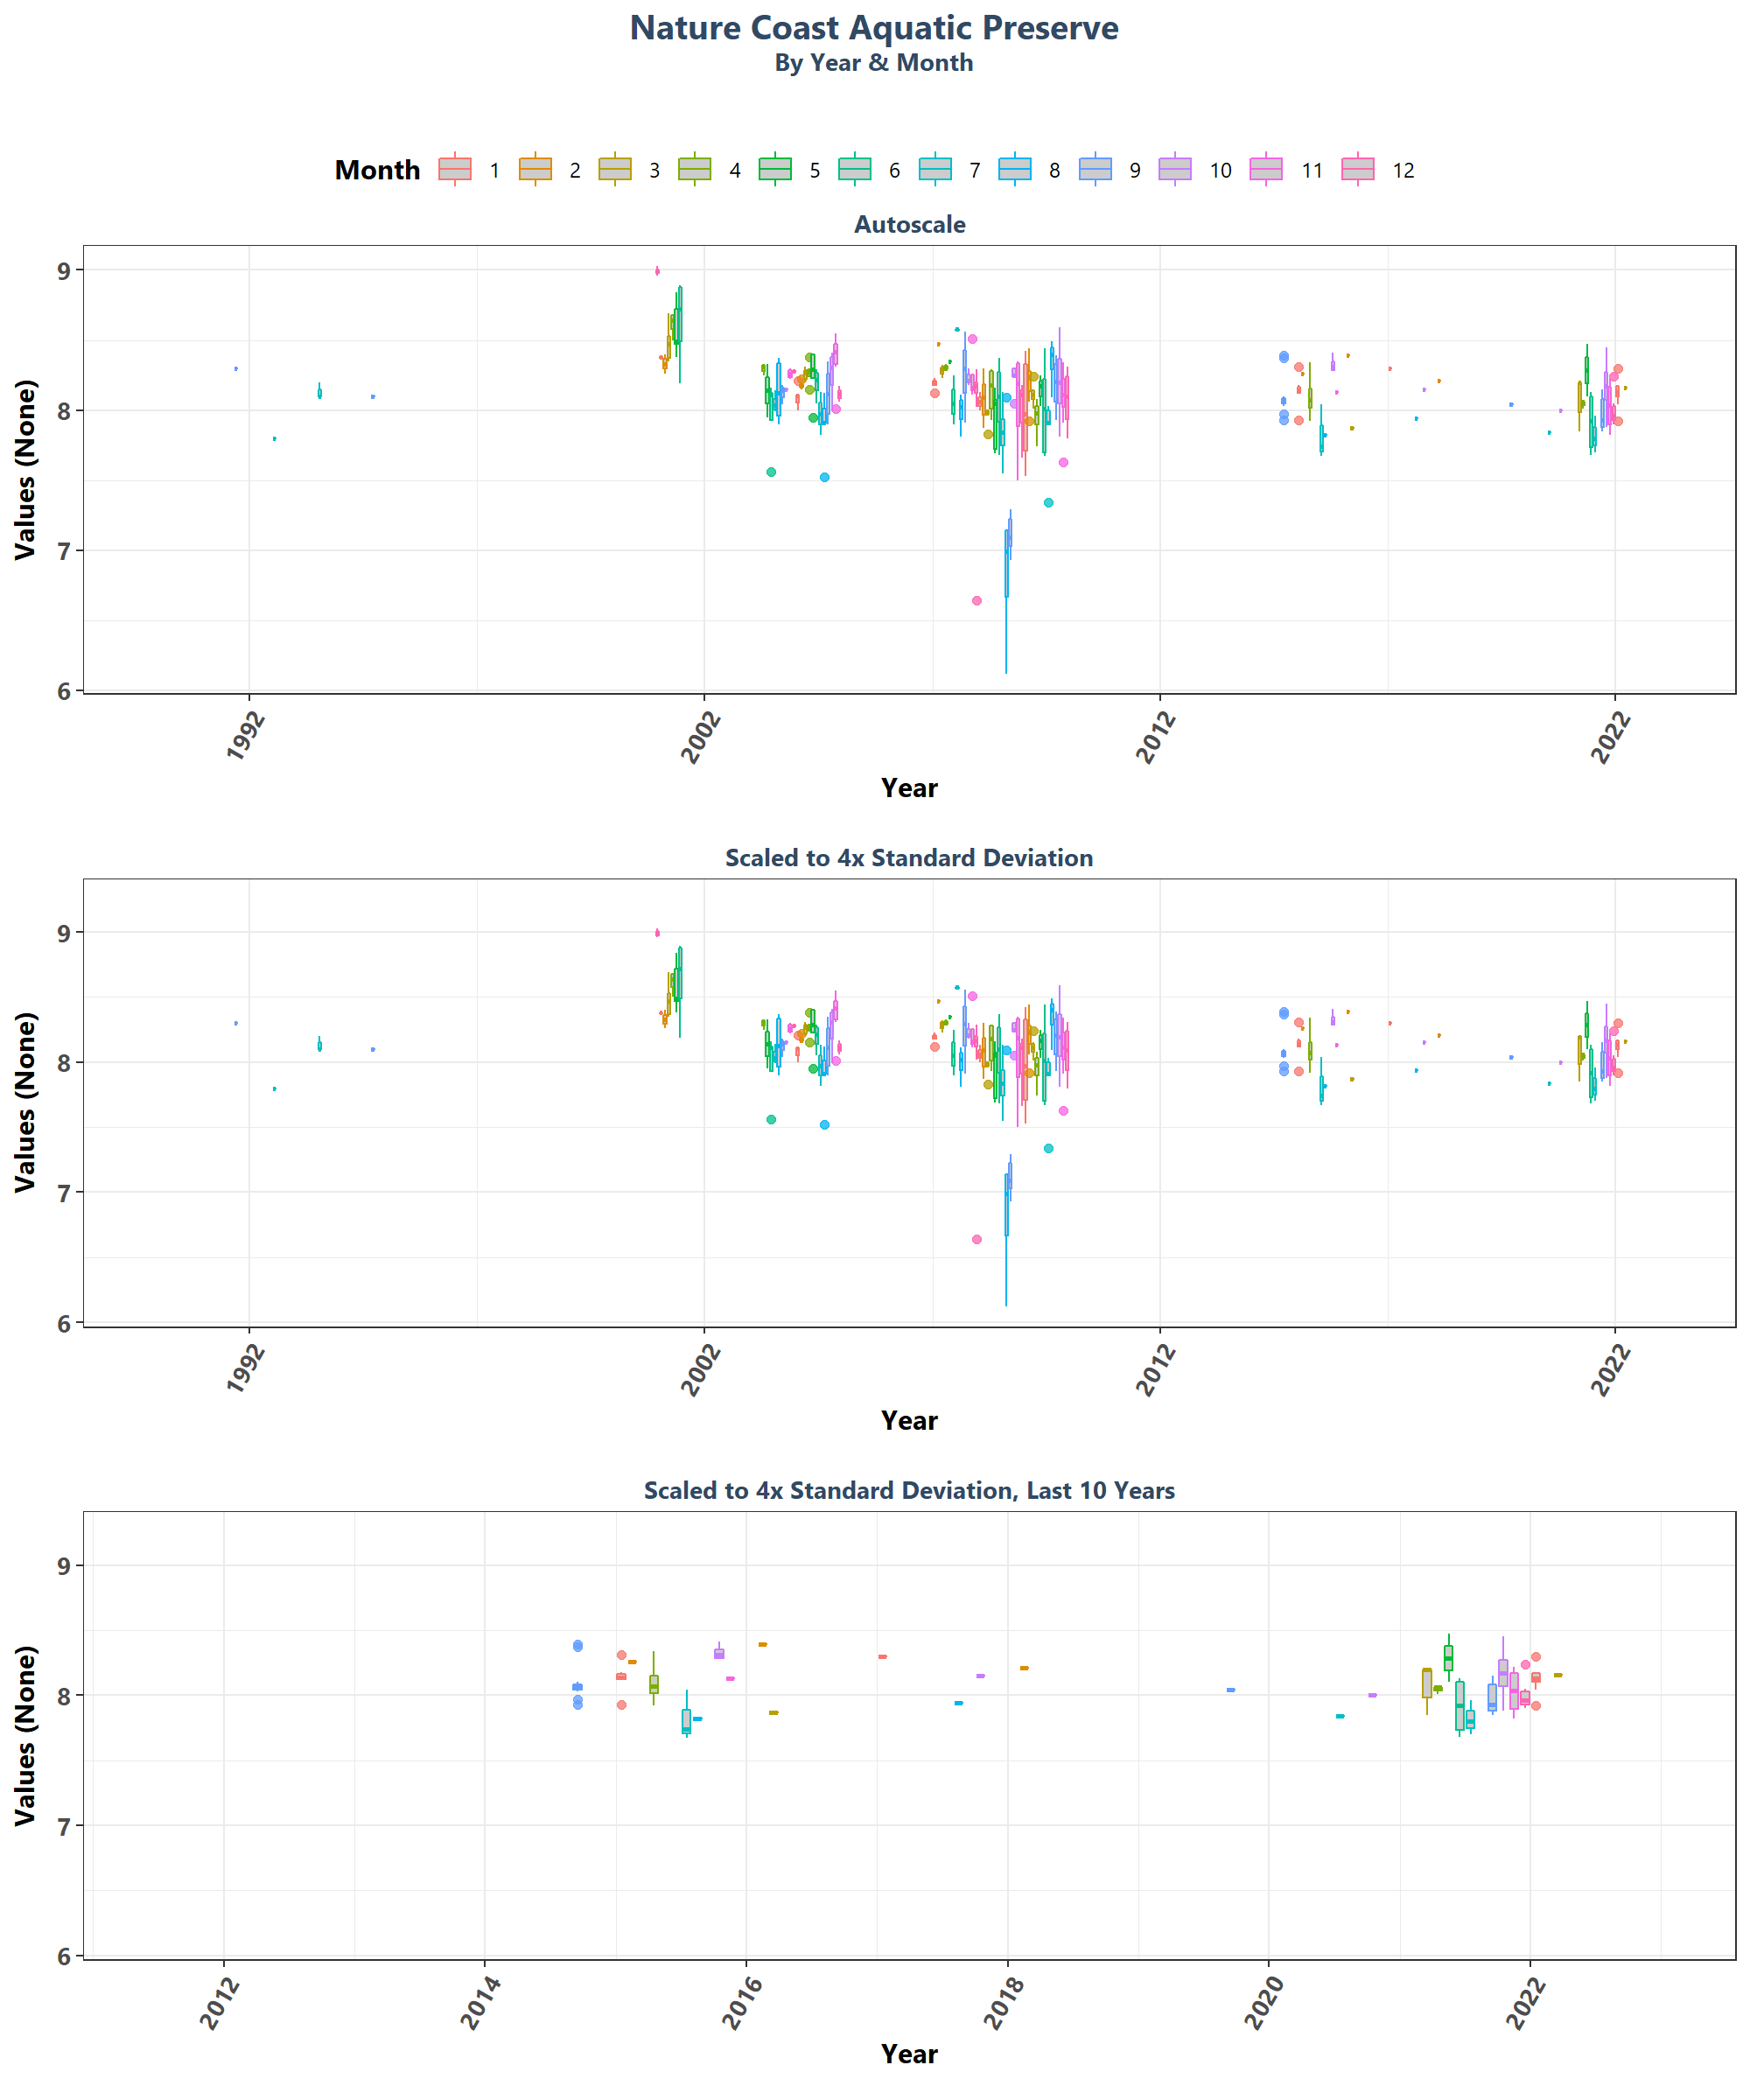 Nature Coast Aquatic Preserve
By Year & Month
Month 1 2 3 4 5 6 7 8 9 10 11 12
Autoscale
Values (None)
9
8
7
6
1992 2002 2012 2022
Year
Scaled to 4x Standard Deviation
Values (None)
9
8
7
6
1992 2002 2012 2022
Year
Scaled to 4x Standard Deviation, Last 10 Years
Values (None)
9
8
7
6
2012 2014 2016 2018 2020 2022
Year